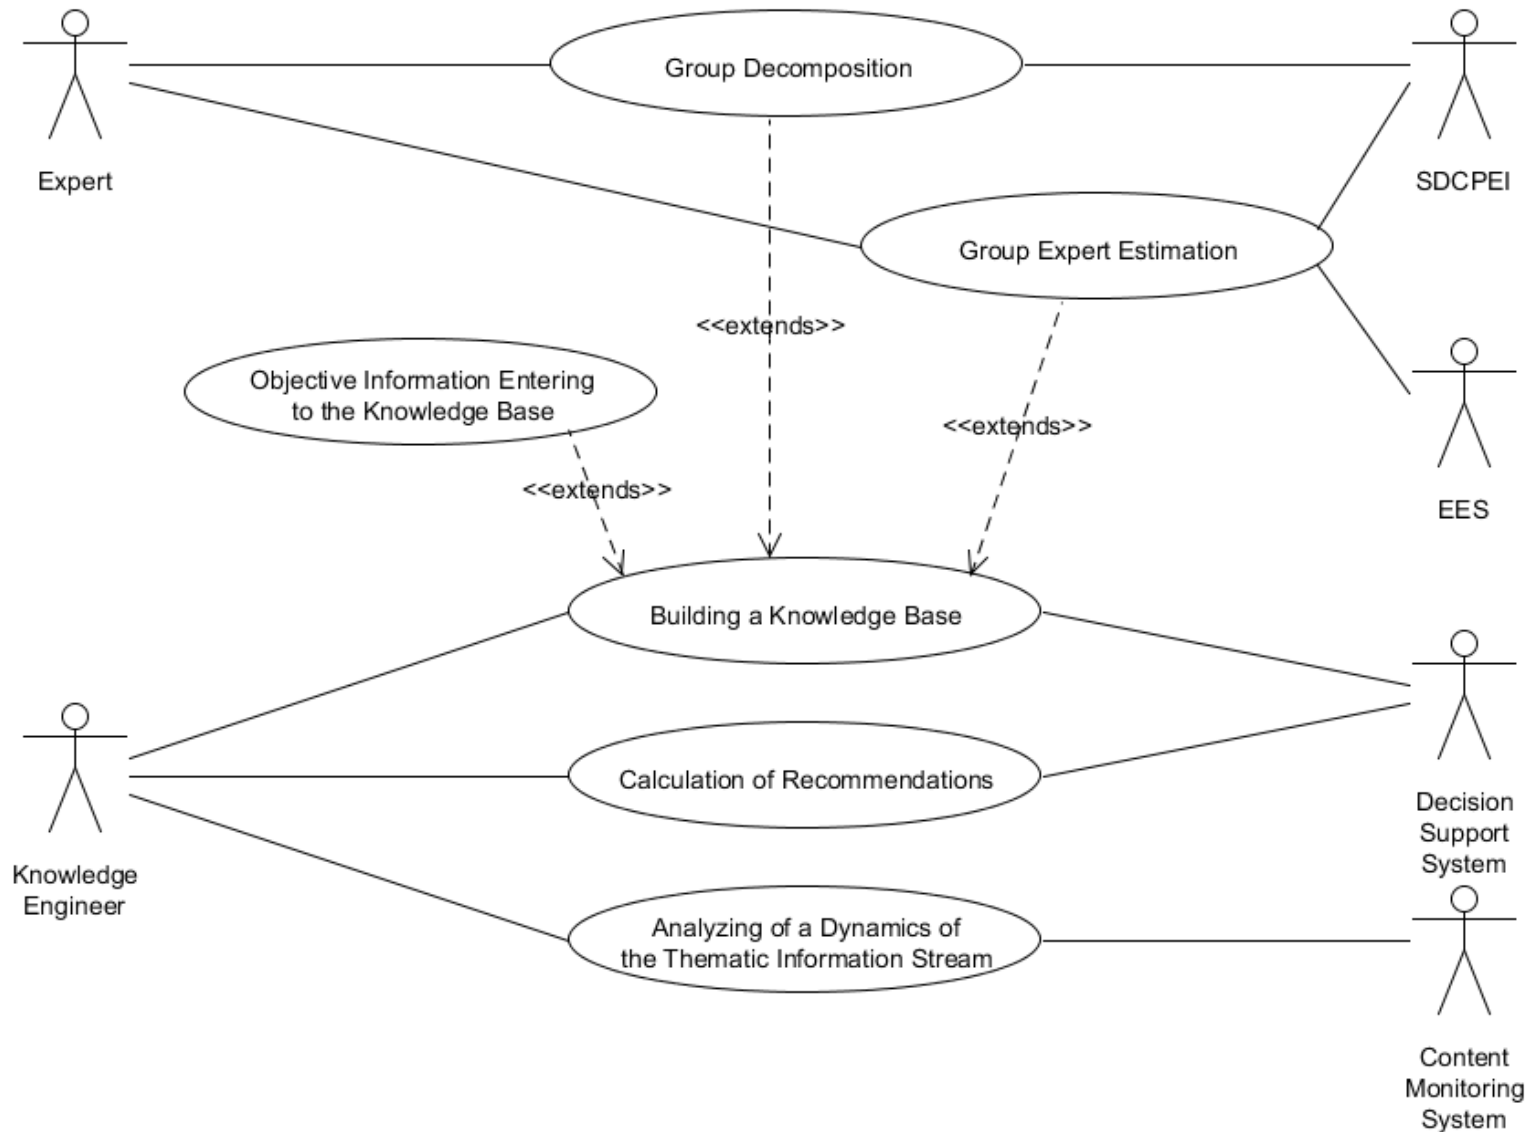 Group Decomposition
Expert
SDCPEI
Group Expert Estimation
<<extends>>
Objective Information Entering
to the Knowledge Base
<<extends>>
<<extends>>
EES
Building a Knowledge Base
Calculation of Recommendations
Decision
Support
System
Knowledge
Engineer
Analyzing of a Dynamics of
the Thematic Information Stream
Content
Monitoring
System